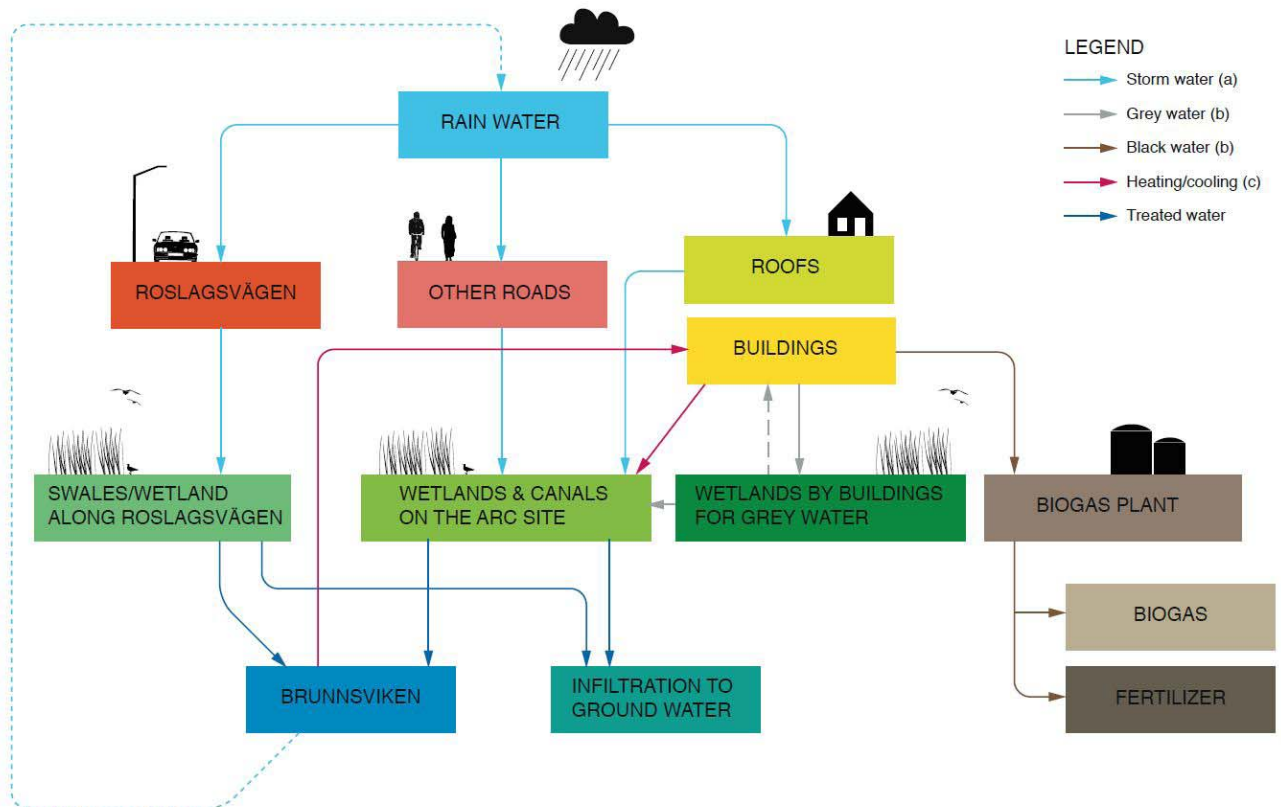 LEGEND
Storm water (a)
Grey water (b)
Black water (b)
Heating/cooling (c)
Treated water
RAIN WATER
ROSLAGSVÄGEN
OTHER ROADS
ROOFS
BUILDINGS
SWALES/WETLAND
ALONG ROSLAGSVÄGEN
WETLANDS & CANALS
ON THE ARC SITE
WETLANDS BY BUILDINGS
FOR GREY WATER
BIOGAS PLANT
BIOGAS
BRUNNSVIKEN
INFILTRATION TO
GROUND WATER
FERTILIZER